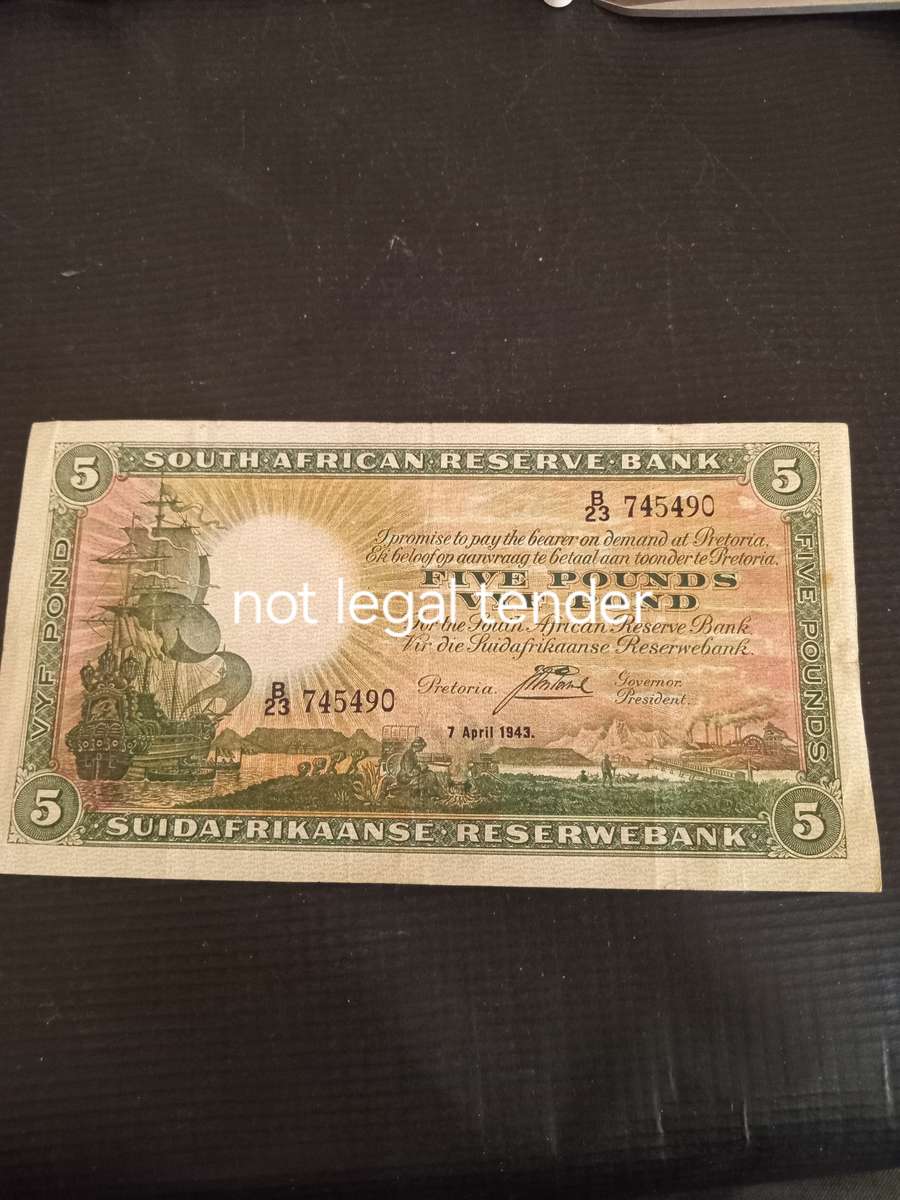 5 · SOUTH · AFRICAN RESERVE · BANK · 5
B/23 745490
I promise to pay the bearer on demand at Pretoria.
Ek beloof op aanvraag te betaal aan toonder te Pretoria.
FIVE POUNDS
VYF POND
not legal tender
For the South African Reserve Bank
Vir die Suidafrikaanse Reserwebank.
Pretoria.
Governor.
President.
B/23 745490
7 April 1943.
VYF POND
FIVE POUNDS
5 · SUIDAFRIKAANSE · RESERWEBANK · 5